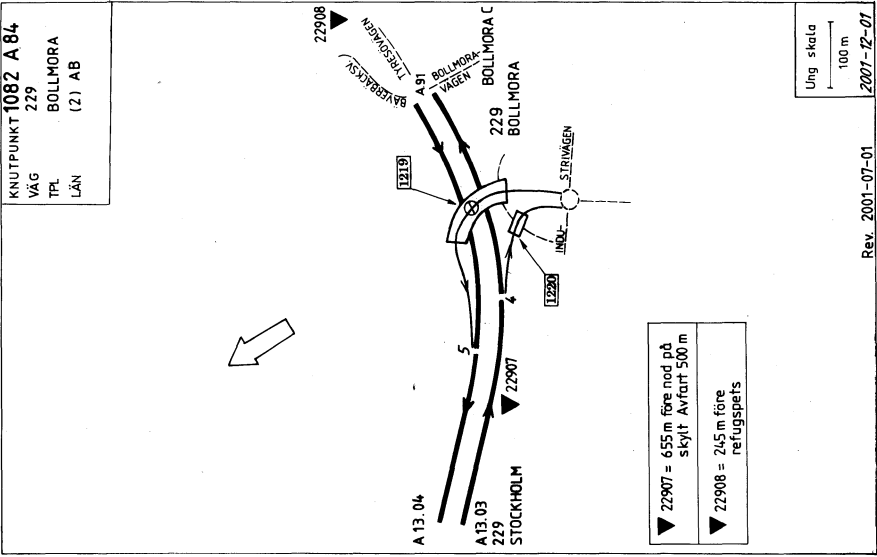 KNUTPUNKT 1082 A 84
VÄG 229
TPL BOLLMORA
LÄN (2) AB
22908
TYRESÖVÄGEN
BÄVERBÄCKSV.
A 91
BOLLMORA-
VÄGEN
BOLLMORA C
229
BOLLMORA
1219
STRIVÄGEN
INDU-
1220
4
5
22907
A 13.04
A 13.03
229
STOCKHOLM
22907 = 655 m före nod på
skylt Avfart 500 m
22908 = 245 m före
refugspets
Ung skala
100 m
2001-12-01
Rev. 2001-07-01